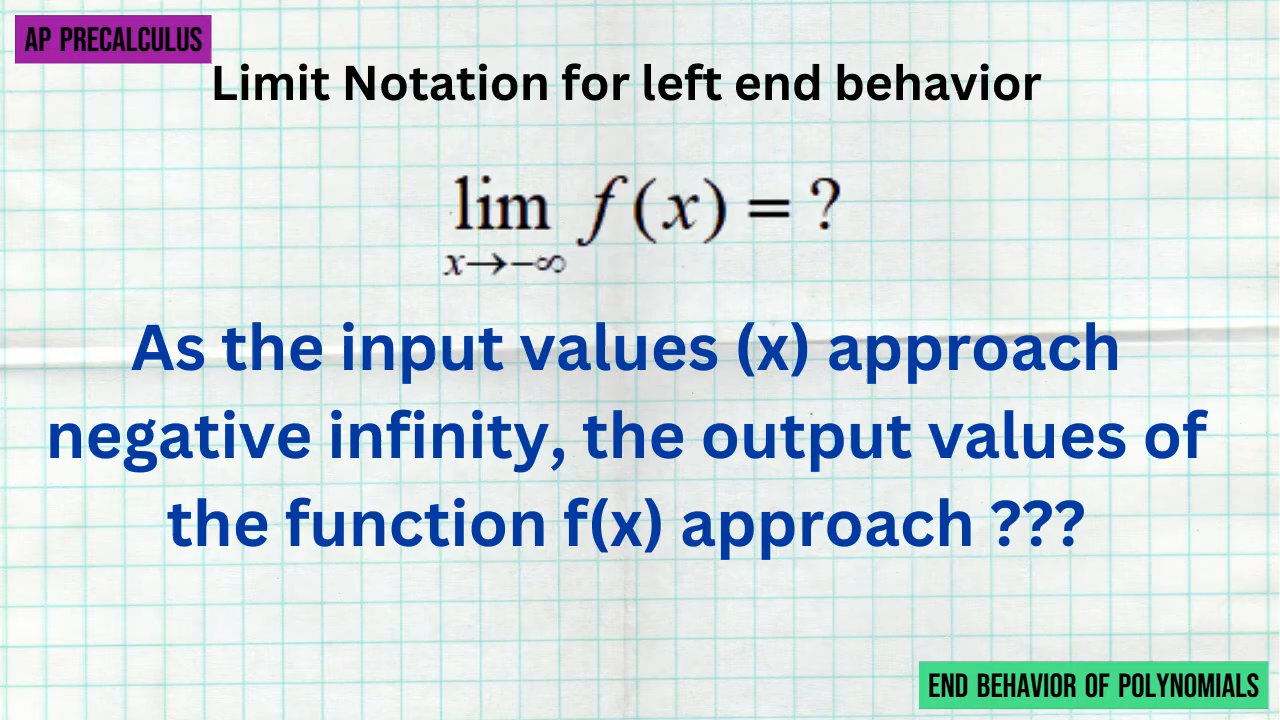 AP PRECALCULUS
Limit Notation for left end behavior
lim f(x) = ?
x→−∞
As the input values (x) approach
negative infinity, the output values of
the function f(x) approach ???
END BEHAVIOR OF POLYNOMIALS